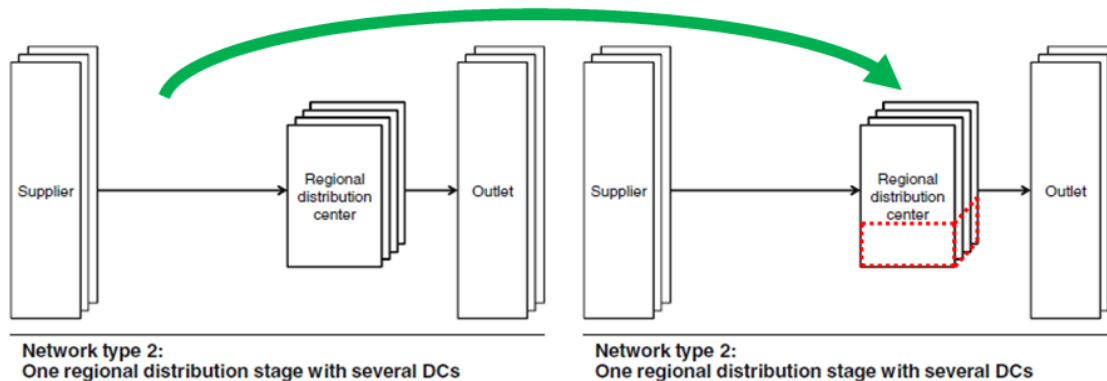 Supplier
Regional
distribution
center
Outlet
Network type 2:
One regional distribution stage with several DCs
Supplier
Regional
distribution
center
Outlet
Network type 2:
One regional distribution stage with several DCs